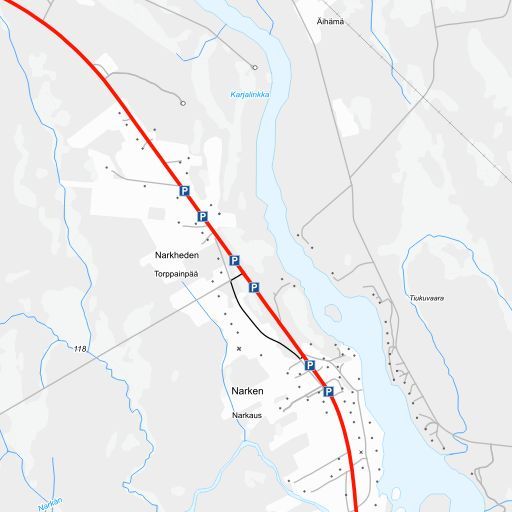 Äihämä
Karjalinkka
P
P
Narkheden
P
Torppainpää
P
Tiukuvaara
118
P
Narken
P
Narkaus
Narkån